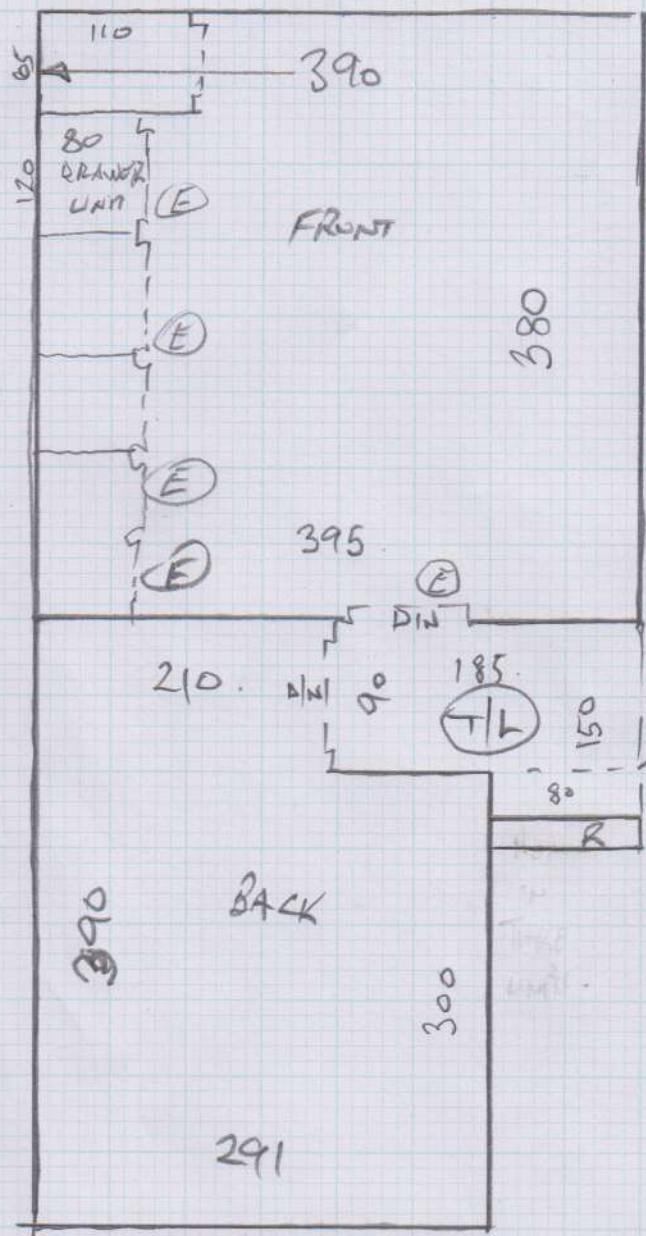 110
65
390
80
DRAWER
UNIT
120
E
FRONT
E
380
E
395
E
E
DIN
210.
D/N
90
185.
T/L
150
80
R
BACK
390
300
291